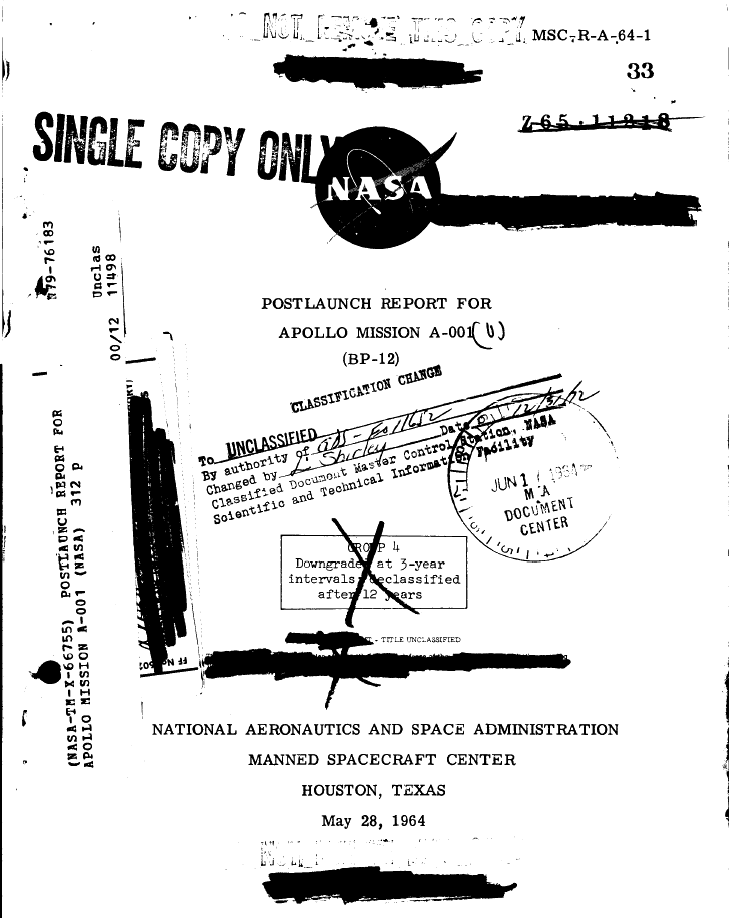 NOT REMOVE THIS COPY
MSC-R-A-64-1
33
Z65-11218
SINGLE COPY ONLY
NASA
N79-76183
Unclas
11498
00/12
(NASA-TM-X-66755) POSTLAUNCH REPORT FOR
APOLLO MISSION A-001 (NASA) 312 p
POSTLAUNCH REPORT FOR
APOLLO MISSION A-001 (U)
(BP-12)
CLASSIFICATION CHANGE
To UNCLASSIFIED
By authority of Date
Changed by L. Shirley
Classified Document Master Control Station, NASA
Scientific and Technical Information Facility
JUN 1 1964
DOCUMENT
CENTER
GROUP 4
Downgraded at 3-year
intervals; declassified
after 12 years
- TITLE UNCLASSIFIED
FF No
NATIONAL AERONAUTICS AND SPACE ADMINISTRATION
MANNED SPACECRAFT CENTER
HOUSTON, TEXAS
May 28, 1964